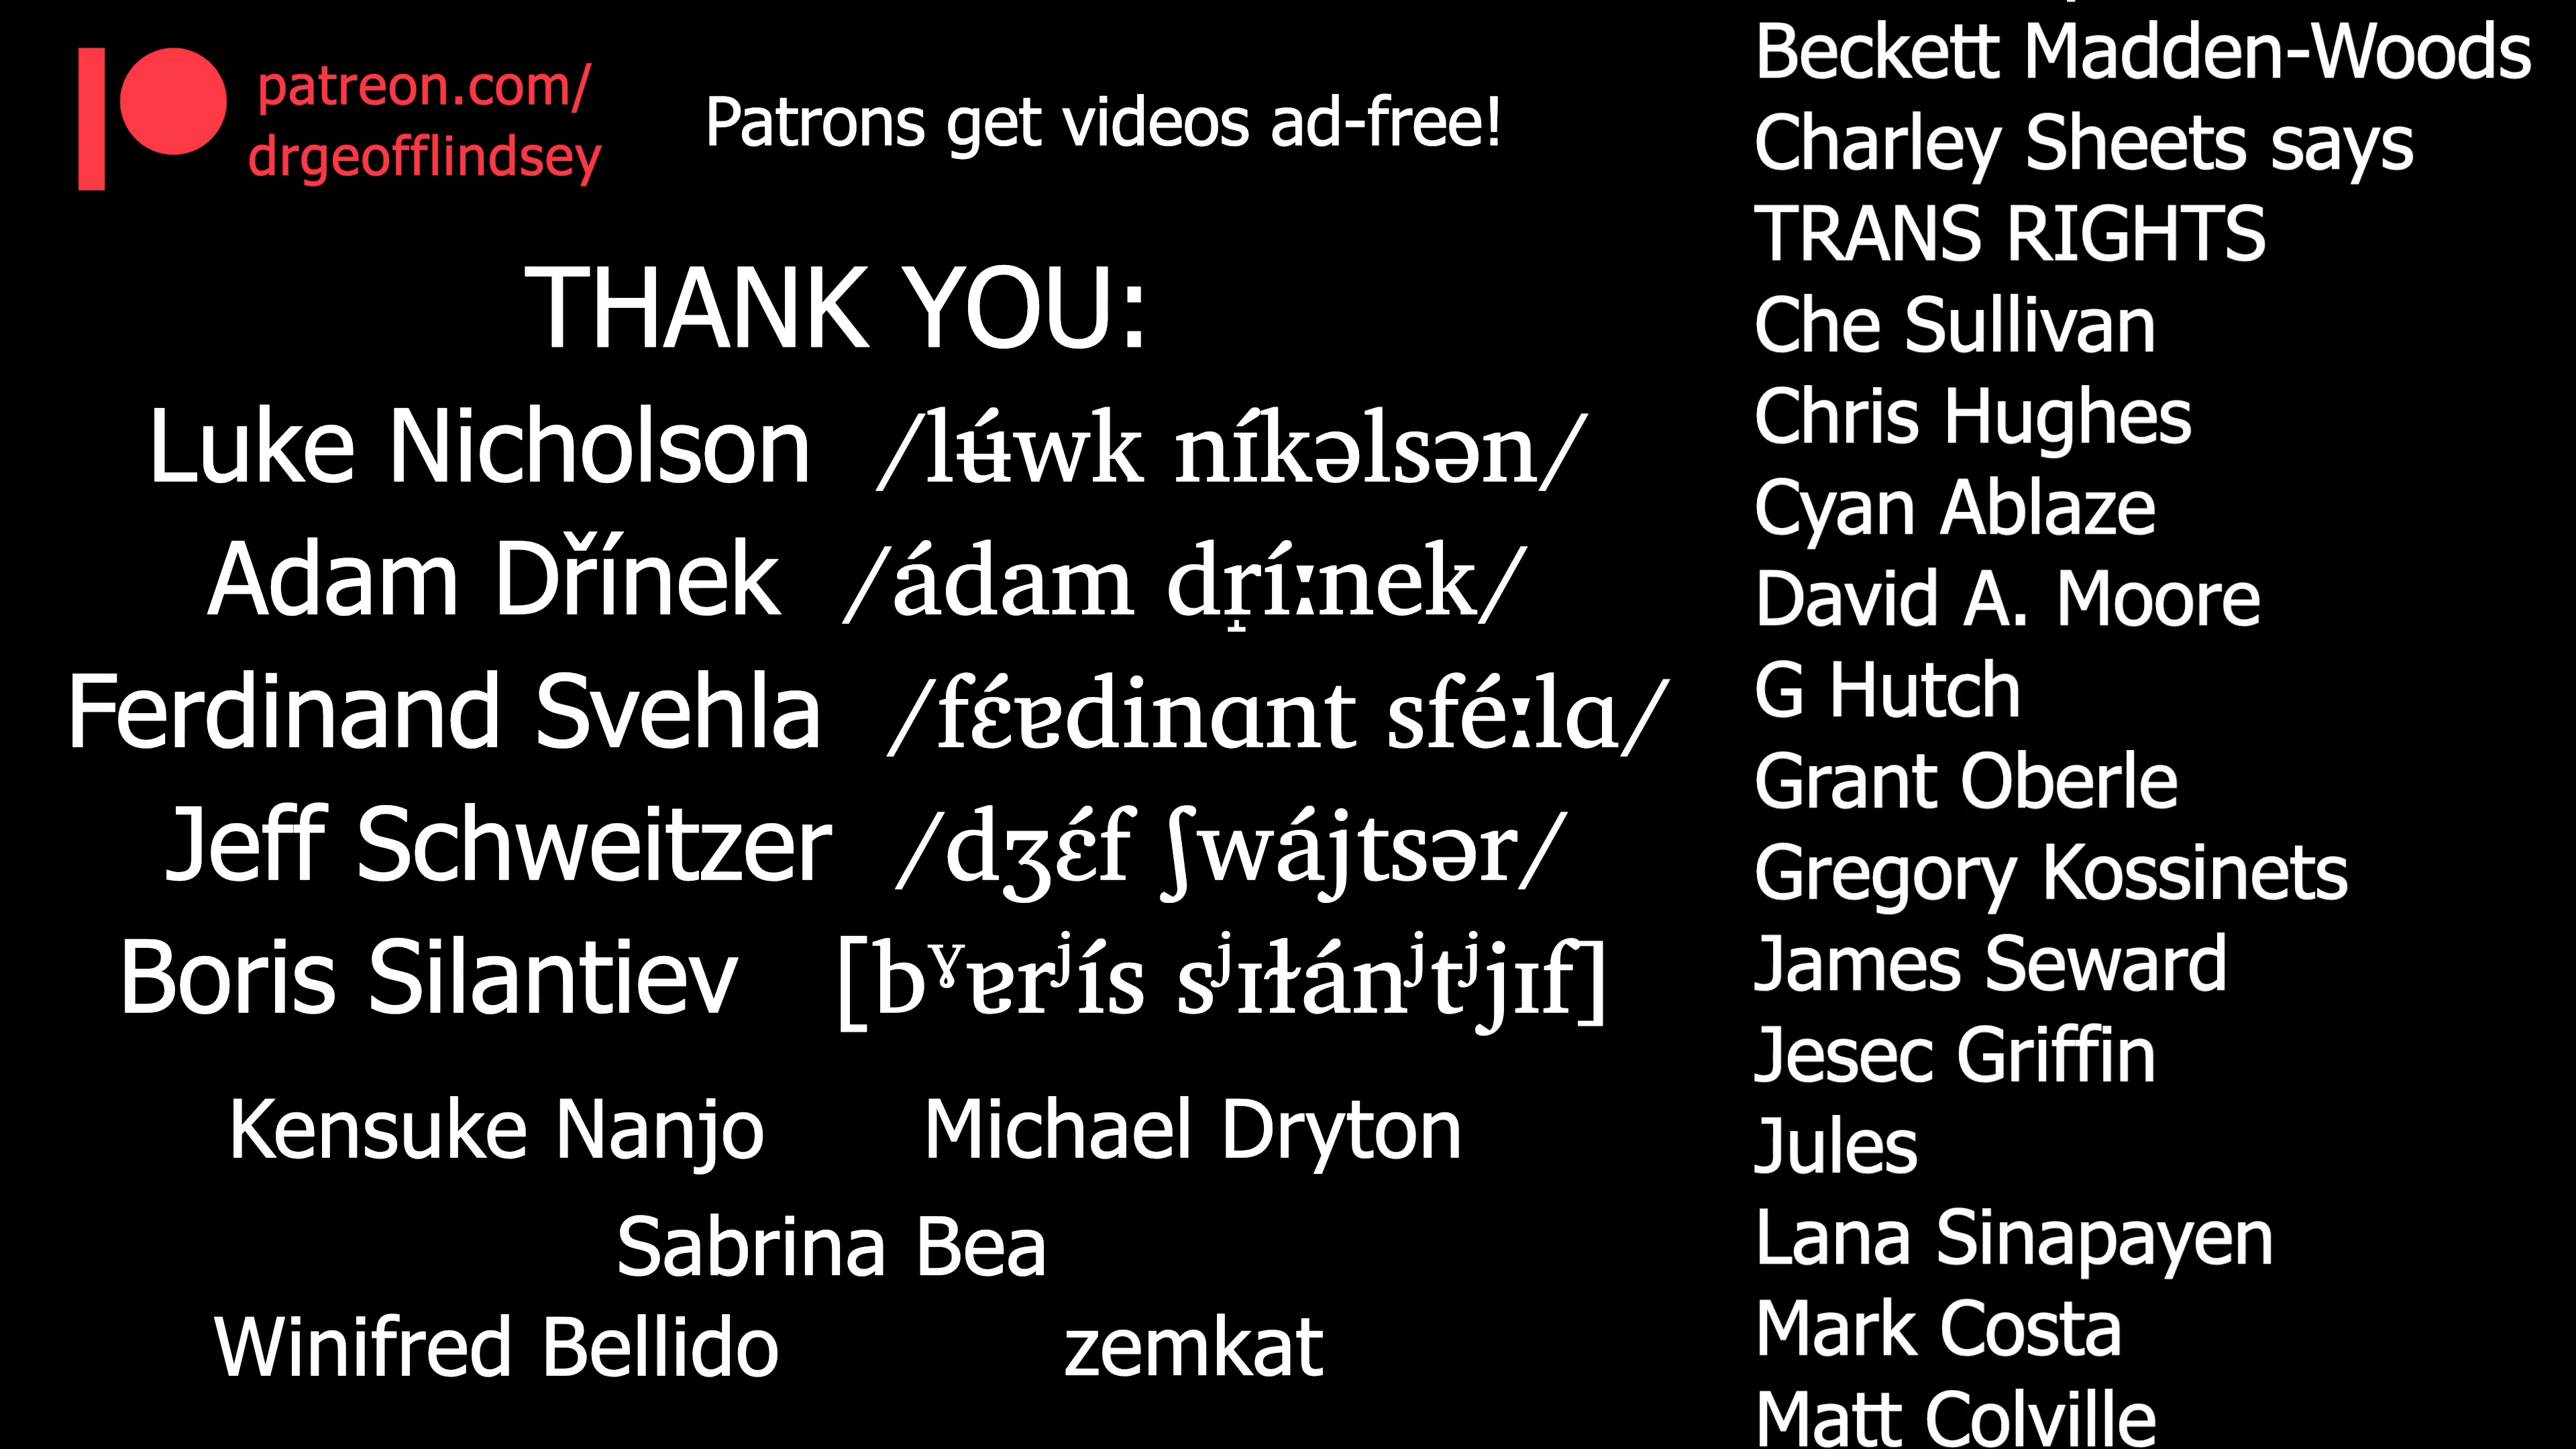 patreon.com/
drgeofflindsey
Patrons get videos ad-free!
THANK YOU:
Luke Nicholson /lʉ́wk nɪ́kəlsən/
Adam Dřínek /ádam dr̝íːnek/
Ferdinand Svehla /fɛ́ɐdinɑnt sféːlɑ/
Jeff Schweitzer /dʒɛ́f ʃwájtsər/
Boris Silantiev [bˠɐrʲís sʲɪɫánʲtʲjɪf]
Kensuke Nanjo Michael Dryton
Sabrina Bea
Winifred Bellido zemkat
Beckett Madden-Woods
Charley Sheets says
TRANS RIGHTS
Che Sullivan
Chris Hughes
Cyan Ablaze
David A. Moore
G Hutch
Grant Oberle
Gregory Kossinets
James Seward
Jesec Griffin
Jules
Lana Sinapayen
Mark Costa
Matt Colville